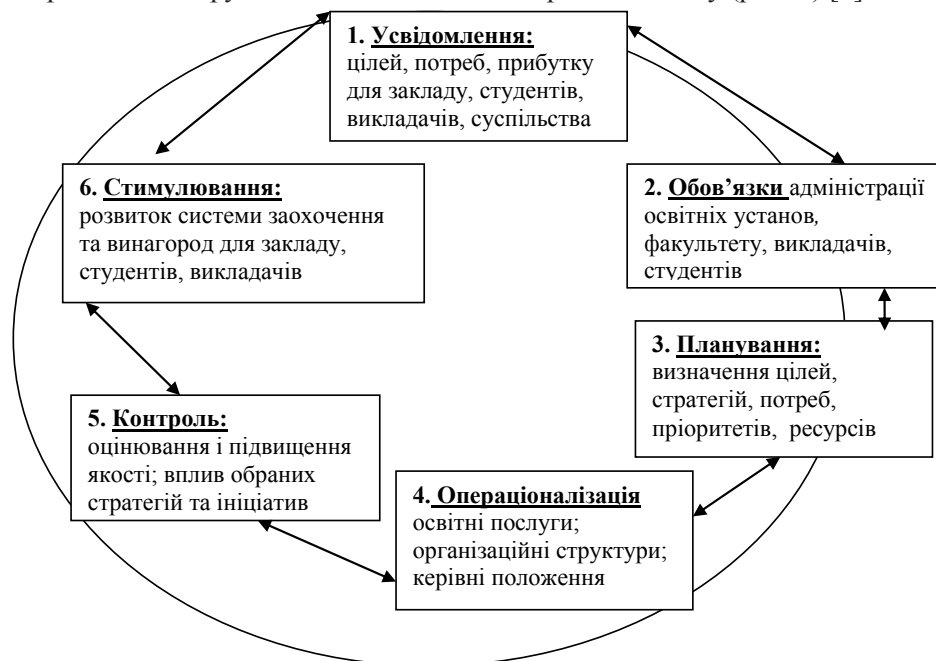 1. Усвідомлення:
цілей, потреб, прибутку
для закладу, студентів,
викладачів, суспільства
6. Стимулювання:
розвиток системи заохочення
та винагород для закладу,
студентів, викладачів
2. Обов’язки адміністрації
освітніх установ,
факультету, викладачів,
студентів
3. Планування:
визначення цілей,
стратегій, потреб,
пріоритетів, ресурсів
5. Контроль:
оцінювання і підвищення
якості; вплив обраних
стратегій та ініціатив
4. Операціоналізація
освітні послуги;
організаційні структури;
керівні положення